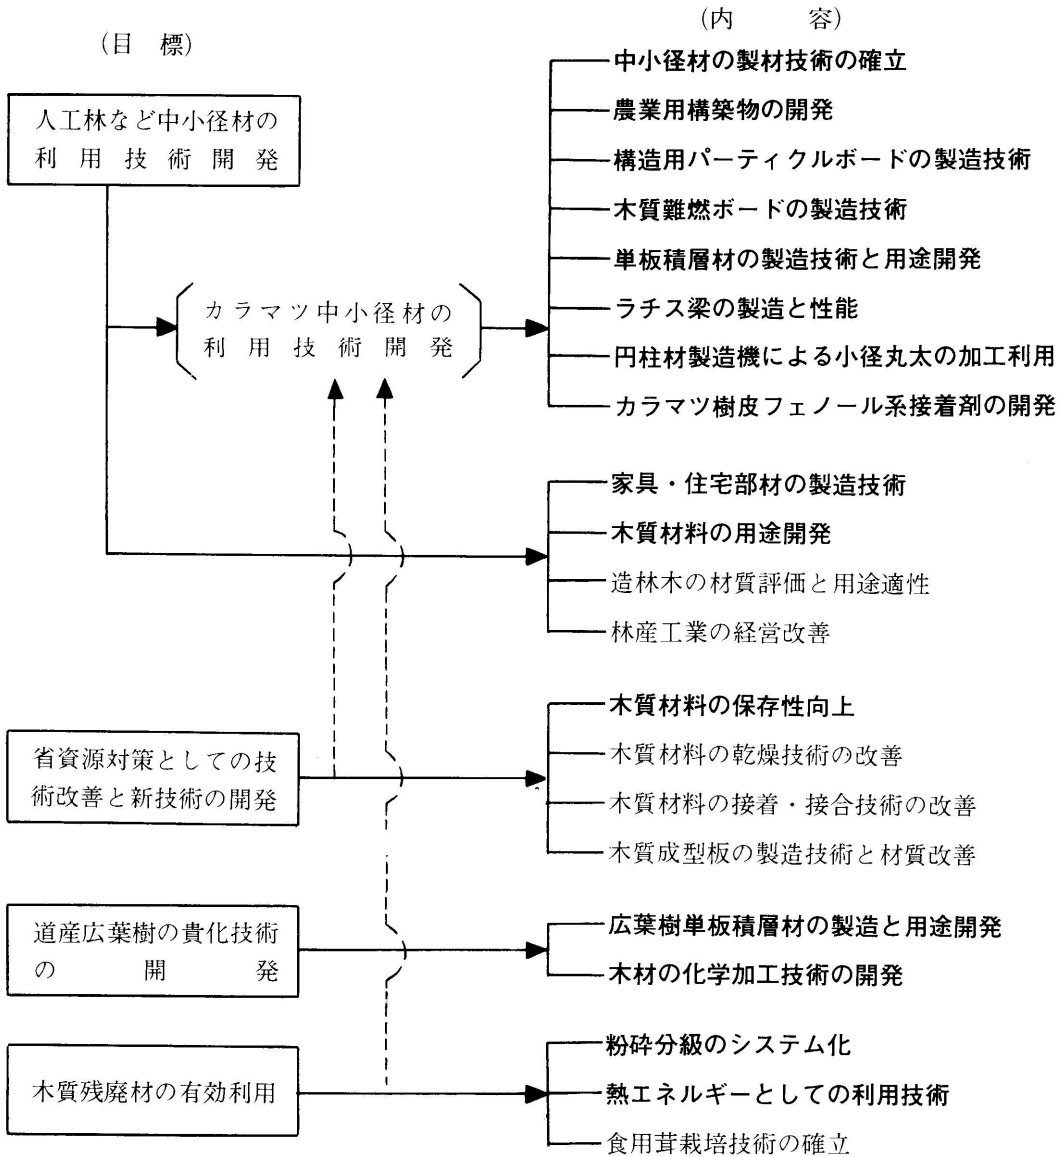 (目　標)
(内　　容)
人工林など中小径材の
利用技術開発
カラマツ中小径材の
利用技術開発
中小径材の製材技術の確立
農業用構築物の開発
構造用パーティクルボードの製造技術
木質難燃ボードの製造技術
単板積層材の製造技術と用途開発
ラチス梁の製造と性能
円柱材製造機による小径丸太の加工利用
カラマツ樹皮フェノール系接着剤の開発
家具・住宅部材の製造技術
木質材料の用途開発
造林木の材質評価と用途適性
林産工業の経営改善
省資源対策としての技
術改善と新技術の開発
木質材料の保存性向上
木質材料の乾燥技術の改善
木質材料の接着・接合技術の改善
木質成型板の製造技術と材質改善
道産広葉樹の貴化技術
の開発
広葉樹単板積層材の製造と用途開発
木材の化学加工技術の開発
木質残廃材の有効利用
粉砕分級のシステム化
熱エネルギーとしての利用技術
食用茸栽培技術の確立